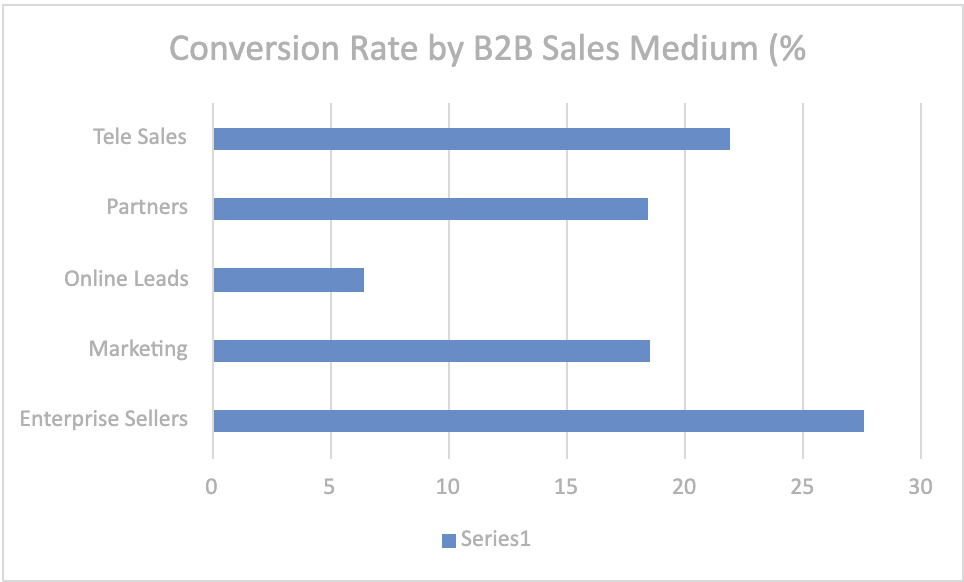 Conversion Rate by B2B Sales Medium (%
Tele Sales
Partners
Online Leads
Marketing
Enterprise Sellers
0 5 10 15 20 25 30
Series1